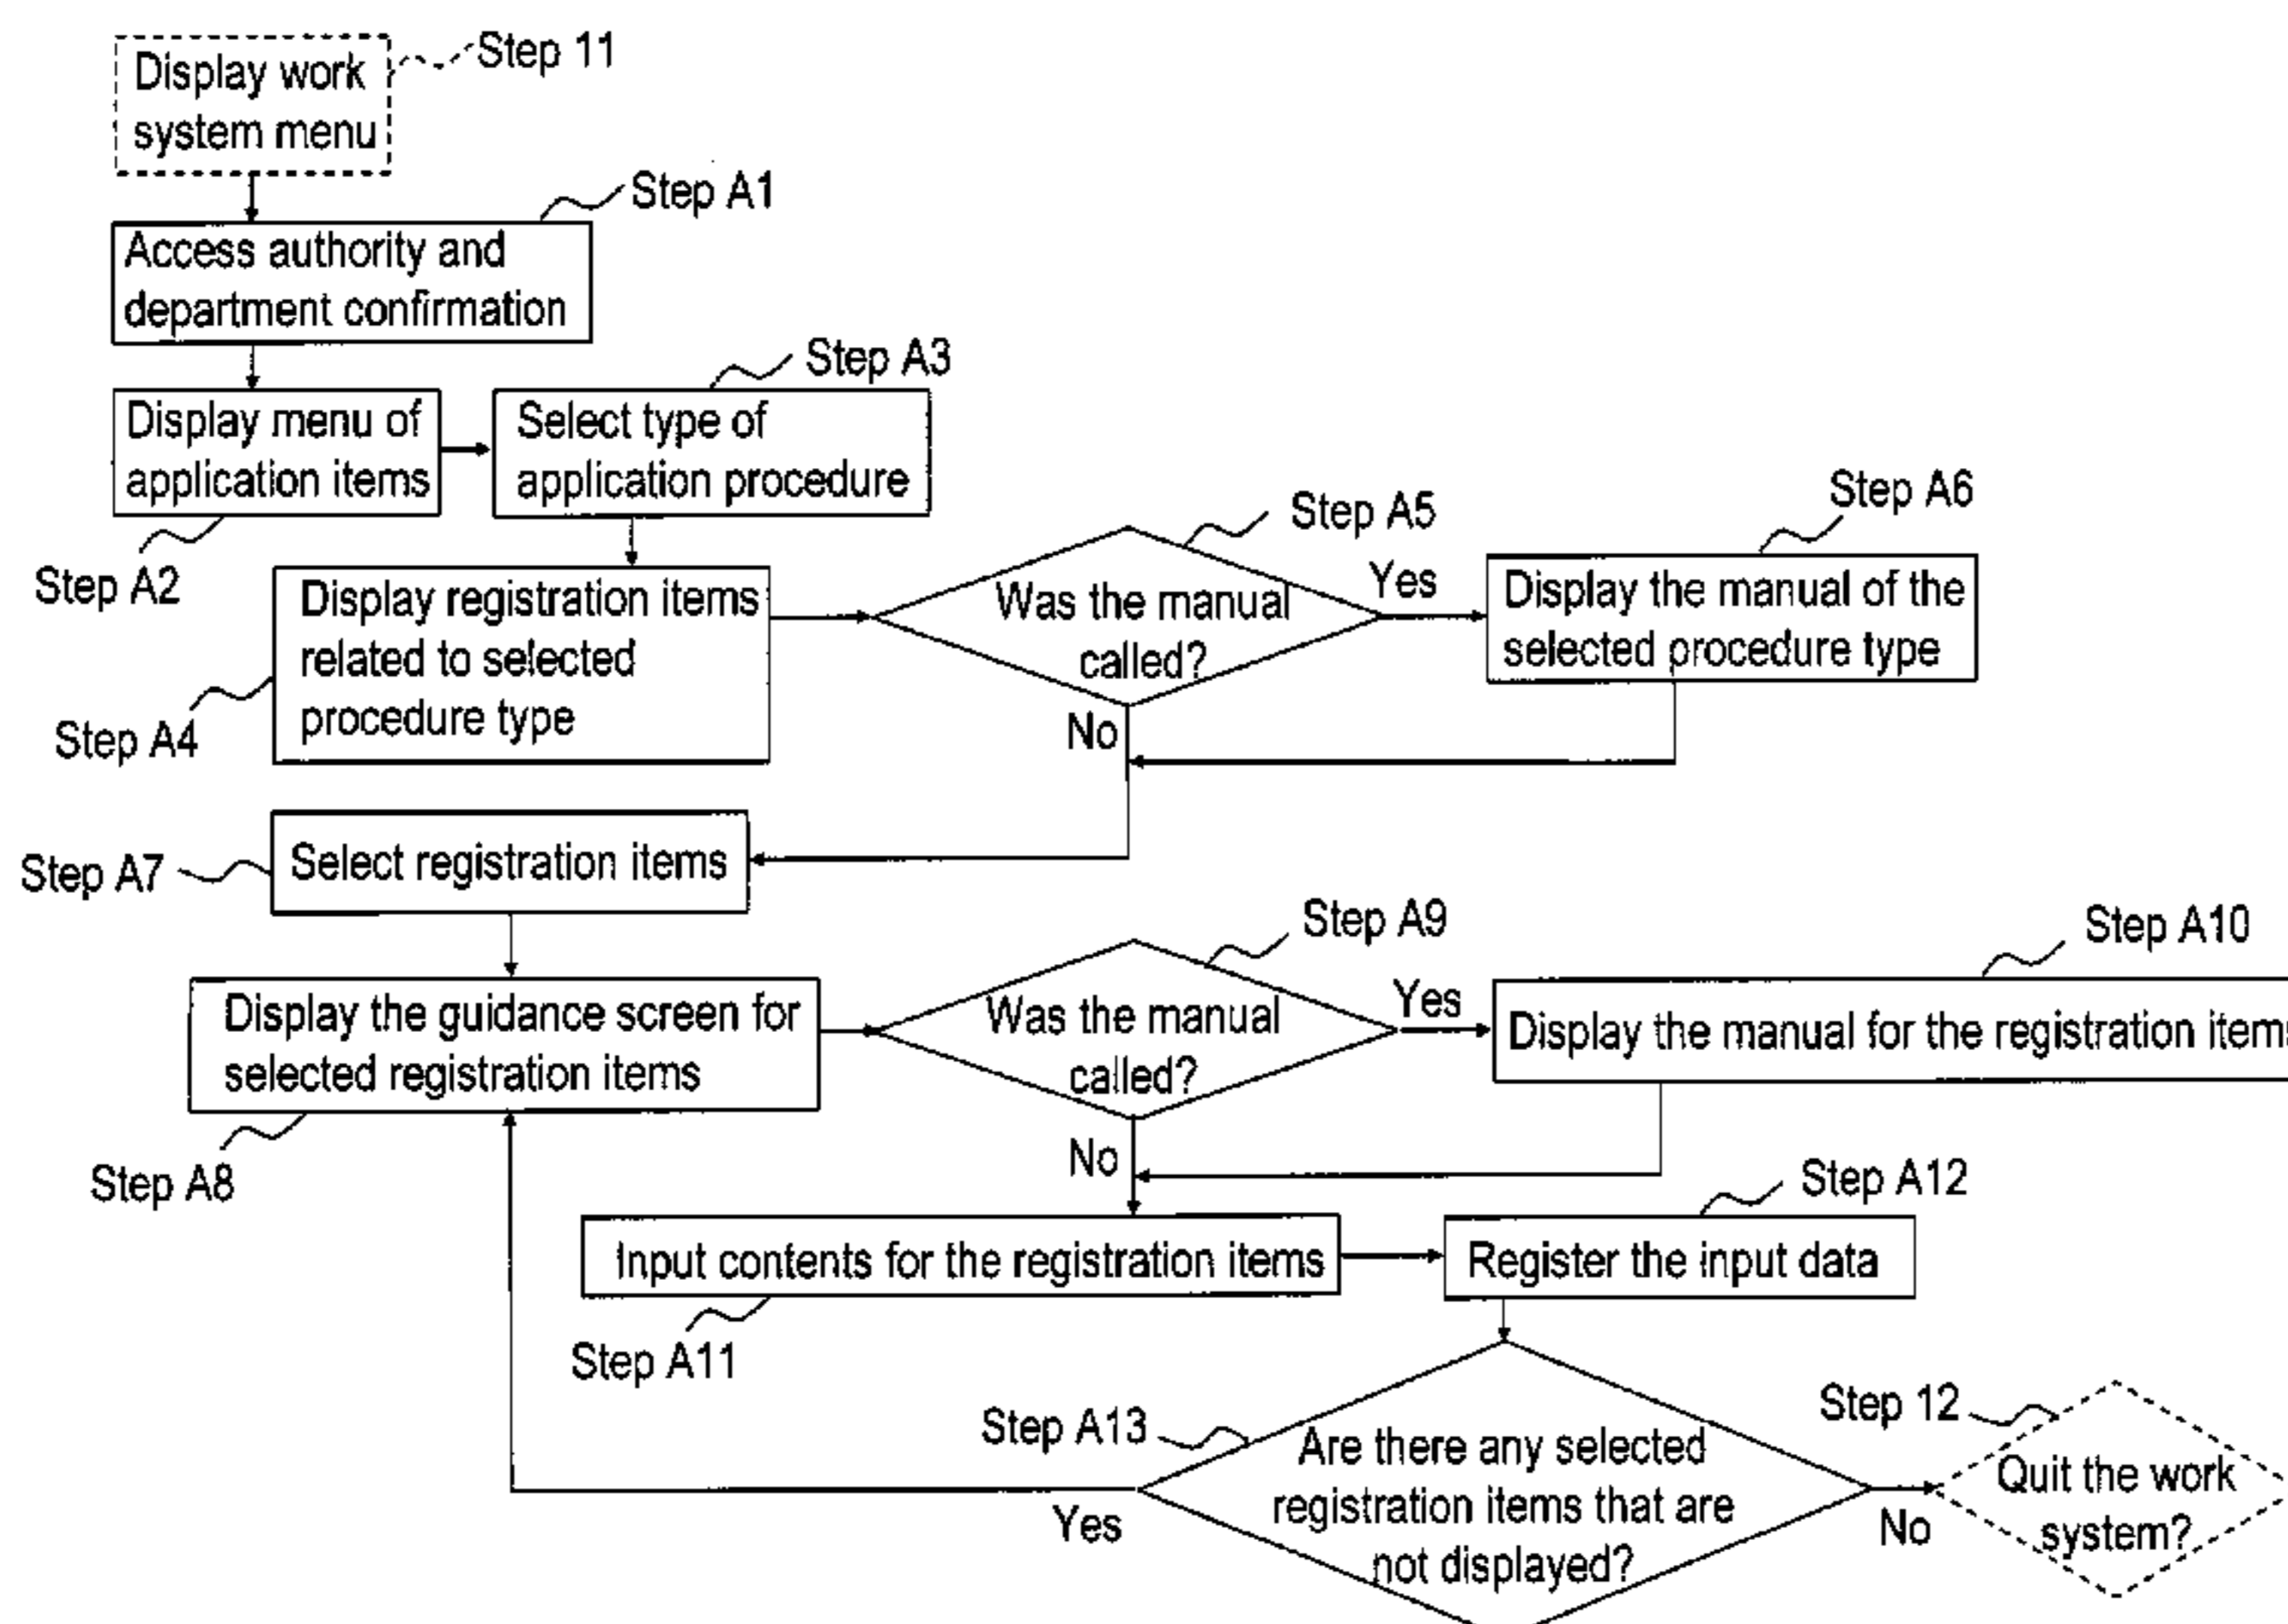 Display work
system menu
Step 11
Step A1
Access authority and
department confirmation
Step A3
Display menu of
application items
Select type of
application procedure
Step A2
Step A5
Step A6
Display registration items
related to selected
procedure type
Step A4
Was the manual
called?
Yes
No
Display the manual of the
selected procedure type
Step A7
Select registration items
Step A9
Step A10
Display the guidance screen for
selected registration items
Step A8
Was the manual
called?
Yes
No
Display the manual for the registration items
Step A12
Input contents for the registration items
Register the input data
Step A11
Step A13
Are there any selected
registration items that are
not displayed?
Yes
No
Step 12
Quit the work
system?